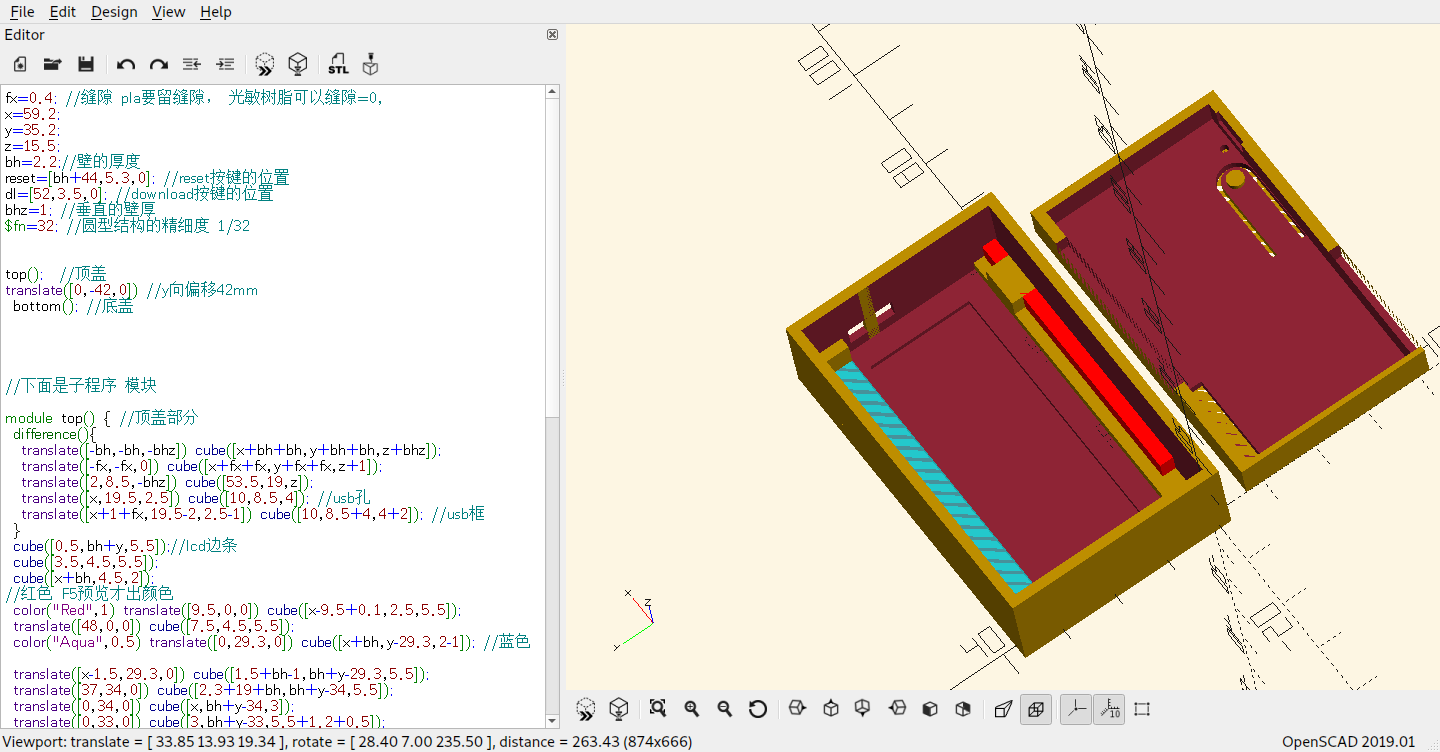 File Edit Design View Help
Editor
STL
fx=0.4; //缝隙 pla要留缝隙， 光敏树脂可以缝隙=0,
x=59.2;
y=35.2;
z=15.5;
bh=2.2;//壁的厚度
reset=[bh+44,5.3,0]; //reset按键的位置
dl=[52,3.5,0]; //download按键的位置
bhz=1; //垂直的壁厚
$fn=32; //圆型结构的精细度 1/32
top(); //顶盖
translate([0,-42,0]) //y向偏移42mm
bottom(); //底盖
//下面是子程序 模块
module top() { //顶盖部分
difference(){
translate([-bh,-bh,-bhz]) cube([x+bh+bh,y+bh+bh,z+bhz]);
translate([-fx,-fx,0]) cube([x+fx+fx,y+fx+fx,z+1]);
translate([2,8.5,-bhz]) cube([53.5,19,z]);
translate([x,19.5,2.5]) cube([10,8.5,4]); //usb孔
translate([x+1+fx,19.5-2,2.5-1]) cube([10,8.5+4,4+2]); //usb框
}
cube([0.5,bh+y,5.5]);//lcd边条
cube([3.5,4.5,5.5]);
cube([x+bh,4.5,2]);
//红色 F5预览才出颜色
color("Red",1) translate([9.5,0,0]) cube([x-9.5+0.1,2.5,5.5]);
translate([48,0,0]) cube([7.5,4.5,5.5]);
color("Aqua",0.5) translate([0,29.3,0]) cube([x+bh,y-29.3,2-1]); //蓝色
translate([x-1.5,29.3,0]) cube([1.5+bh-1,bh+y-29.3,5.5]);
translate([37,34,0]) cube([2.3+19+bh,bh+y-34,5.5]);
translate([0,34,0]) cube([x,bh+y-34,3]);
translate([0,33,0]) cube([3,bh+y-33,5.5+1.2+0.5]);
x
z
y
10
Viewport: translate = [ 33.85 13.93 19.34 ], rotate = [ 28.40 7.00 235.50 ], distance = 263.43 (874x666)
OpenSCAD 2019.01